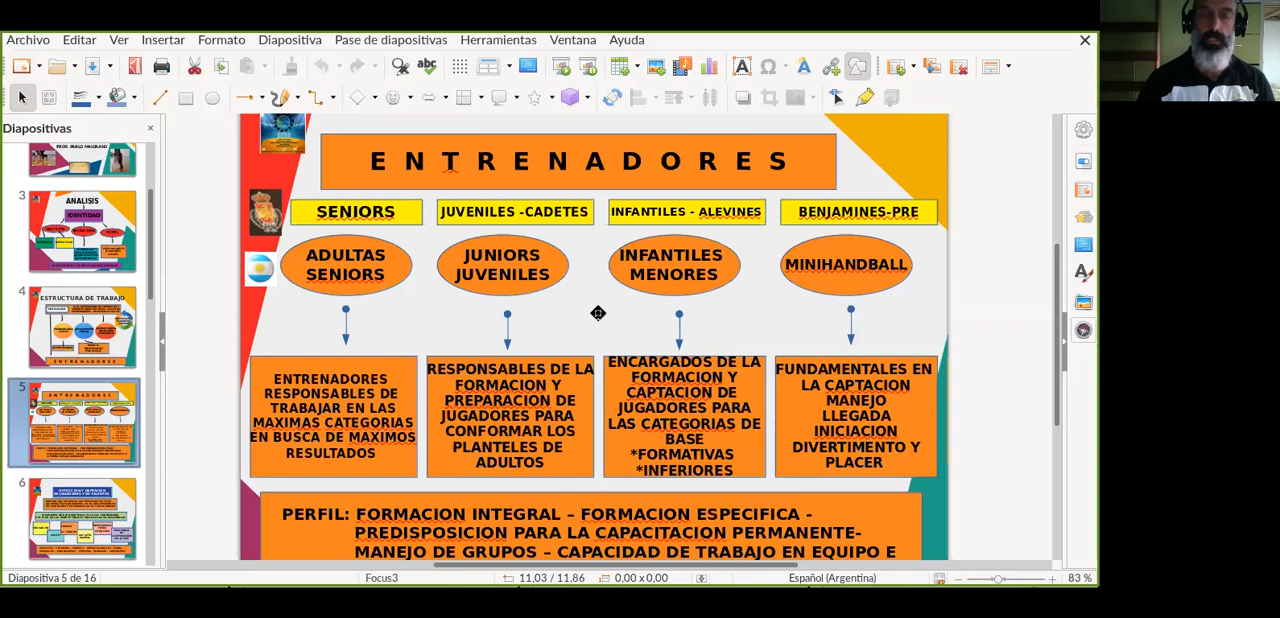 Archivo Editar Ver Insertar Formato Diapositiva Pase de diapositivas Herramientas Ventana Ayuda
Diapositivas
3
ANALISIS
IDENTIDAD
4
ESTRUCTURA DE TRABAJO
ENTRENADORES
5
6
E N T R E N A D O R E S
SENIORS
JUVENILES -CADETES
INFANTILES - ALEVINES
BENJAMINES-PRE
ADULTAS
SENIORS
JUNIORS
JUVENILES
INFANTILES
MENORES
MINIHANDBALL
ENTRENADORES
RESPONSABLES DE
TRABAJAR EN LAS
MAXIMAS CATEGORIAS
EN BUSCA DE MAXIMOS
RESULTADOS
RESPONSABLES DE LA
FORMACION Y
PREPARACION DE
JUGADORES PARA
CONFORMAR LOS
PLANTELES DE
ADULTOS
ENCARGADOS DE LA
FORMACION Y
CAPTACION DE
JUGADORES PARA
LAS CATEGORIAS DE
BASE
*FORMATIVAS
*INFERIORES
FUNDAMENTALES EN
LA CAPTACION
MANEJO
LLEGADA
INICIACION
DIVERTIMENTO Y
PLACER
PERFIL: FORMACION INTEGRAL – FORMACION ESPECIFICA -
PREDISPOSICION PARA LA CAPACITACION PERMANENTE-
MANEJO DE GRUPOS – CAPACIDAD DE TRABAJO EN EQUIPO E
Diapositiva 5 de 16
Focus3
11,03 / 11,86
0,00 x 0,00
Español (Argentina)
83 %